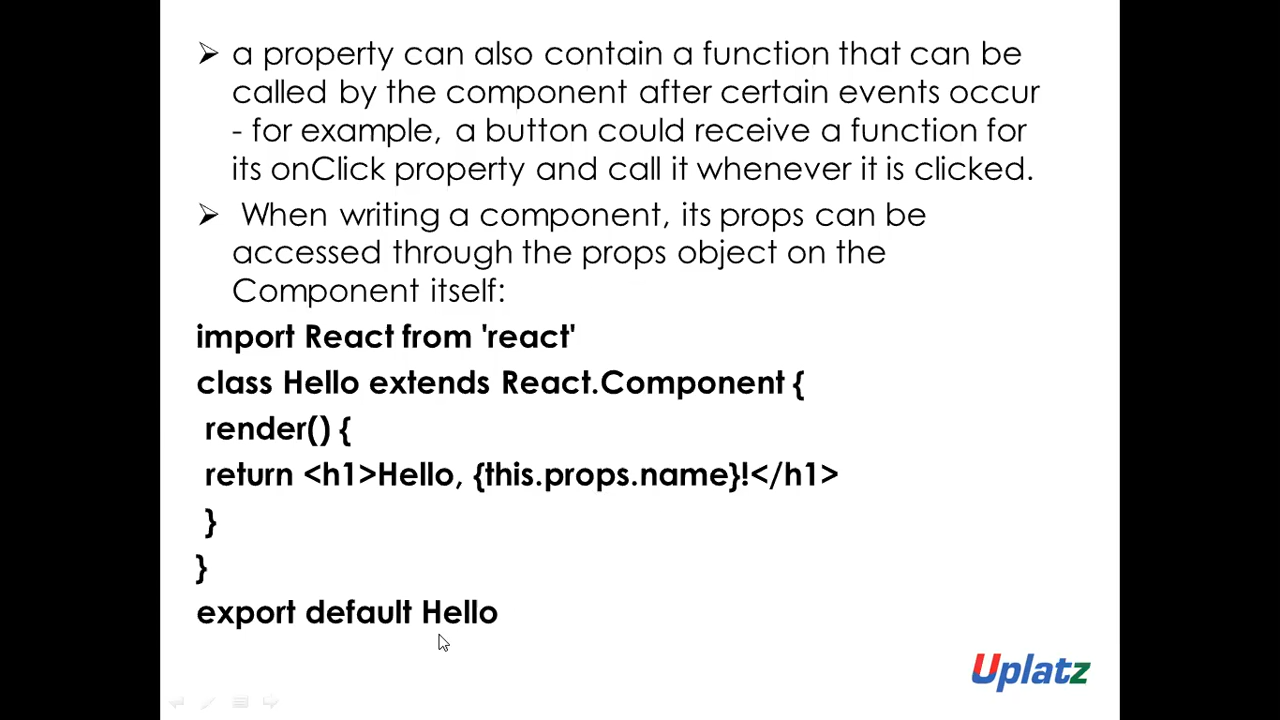 a property can also contain a function that can be
called by the component after certain events occur
- for example, a button could receive a function for
its onClick property and call it whenever it is clicked.
When writing a component, its props can be
accessed through the props object on the
Component itself:
import React from 'react'
class Hello extends React.Component {
render() {
return <h1>Hello, {this.props.name}!</h1>
}
}
export default Hello
Uplatz